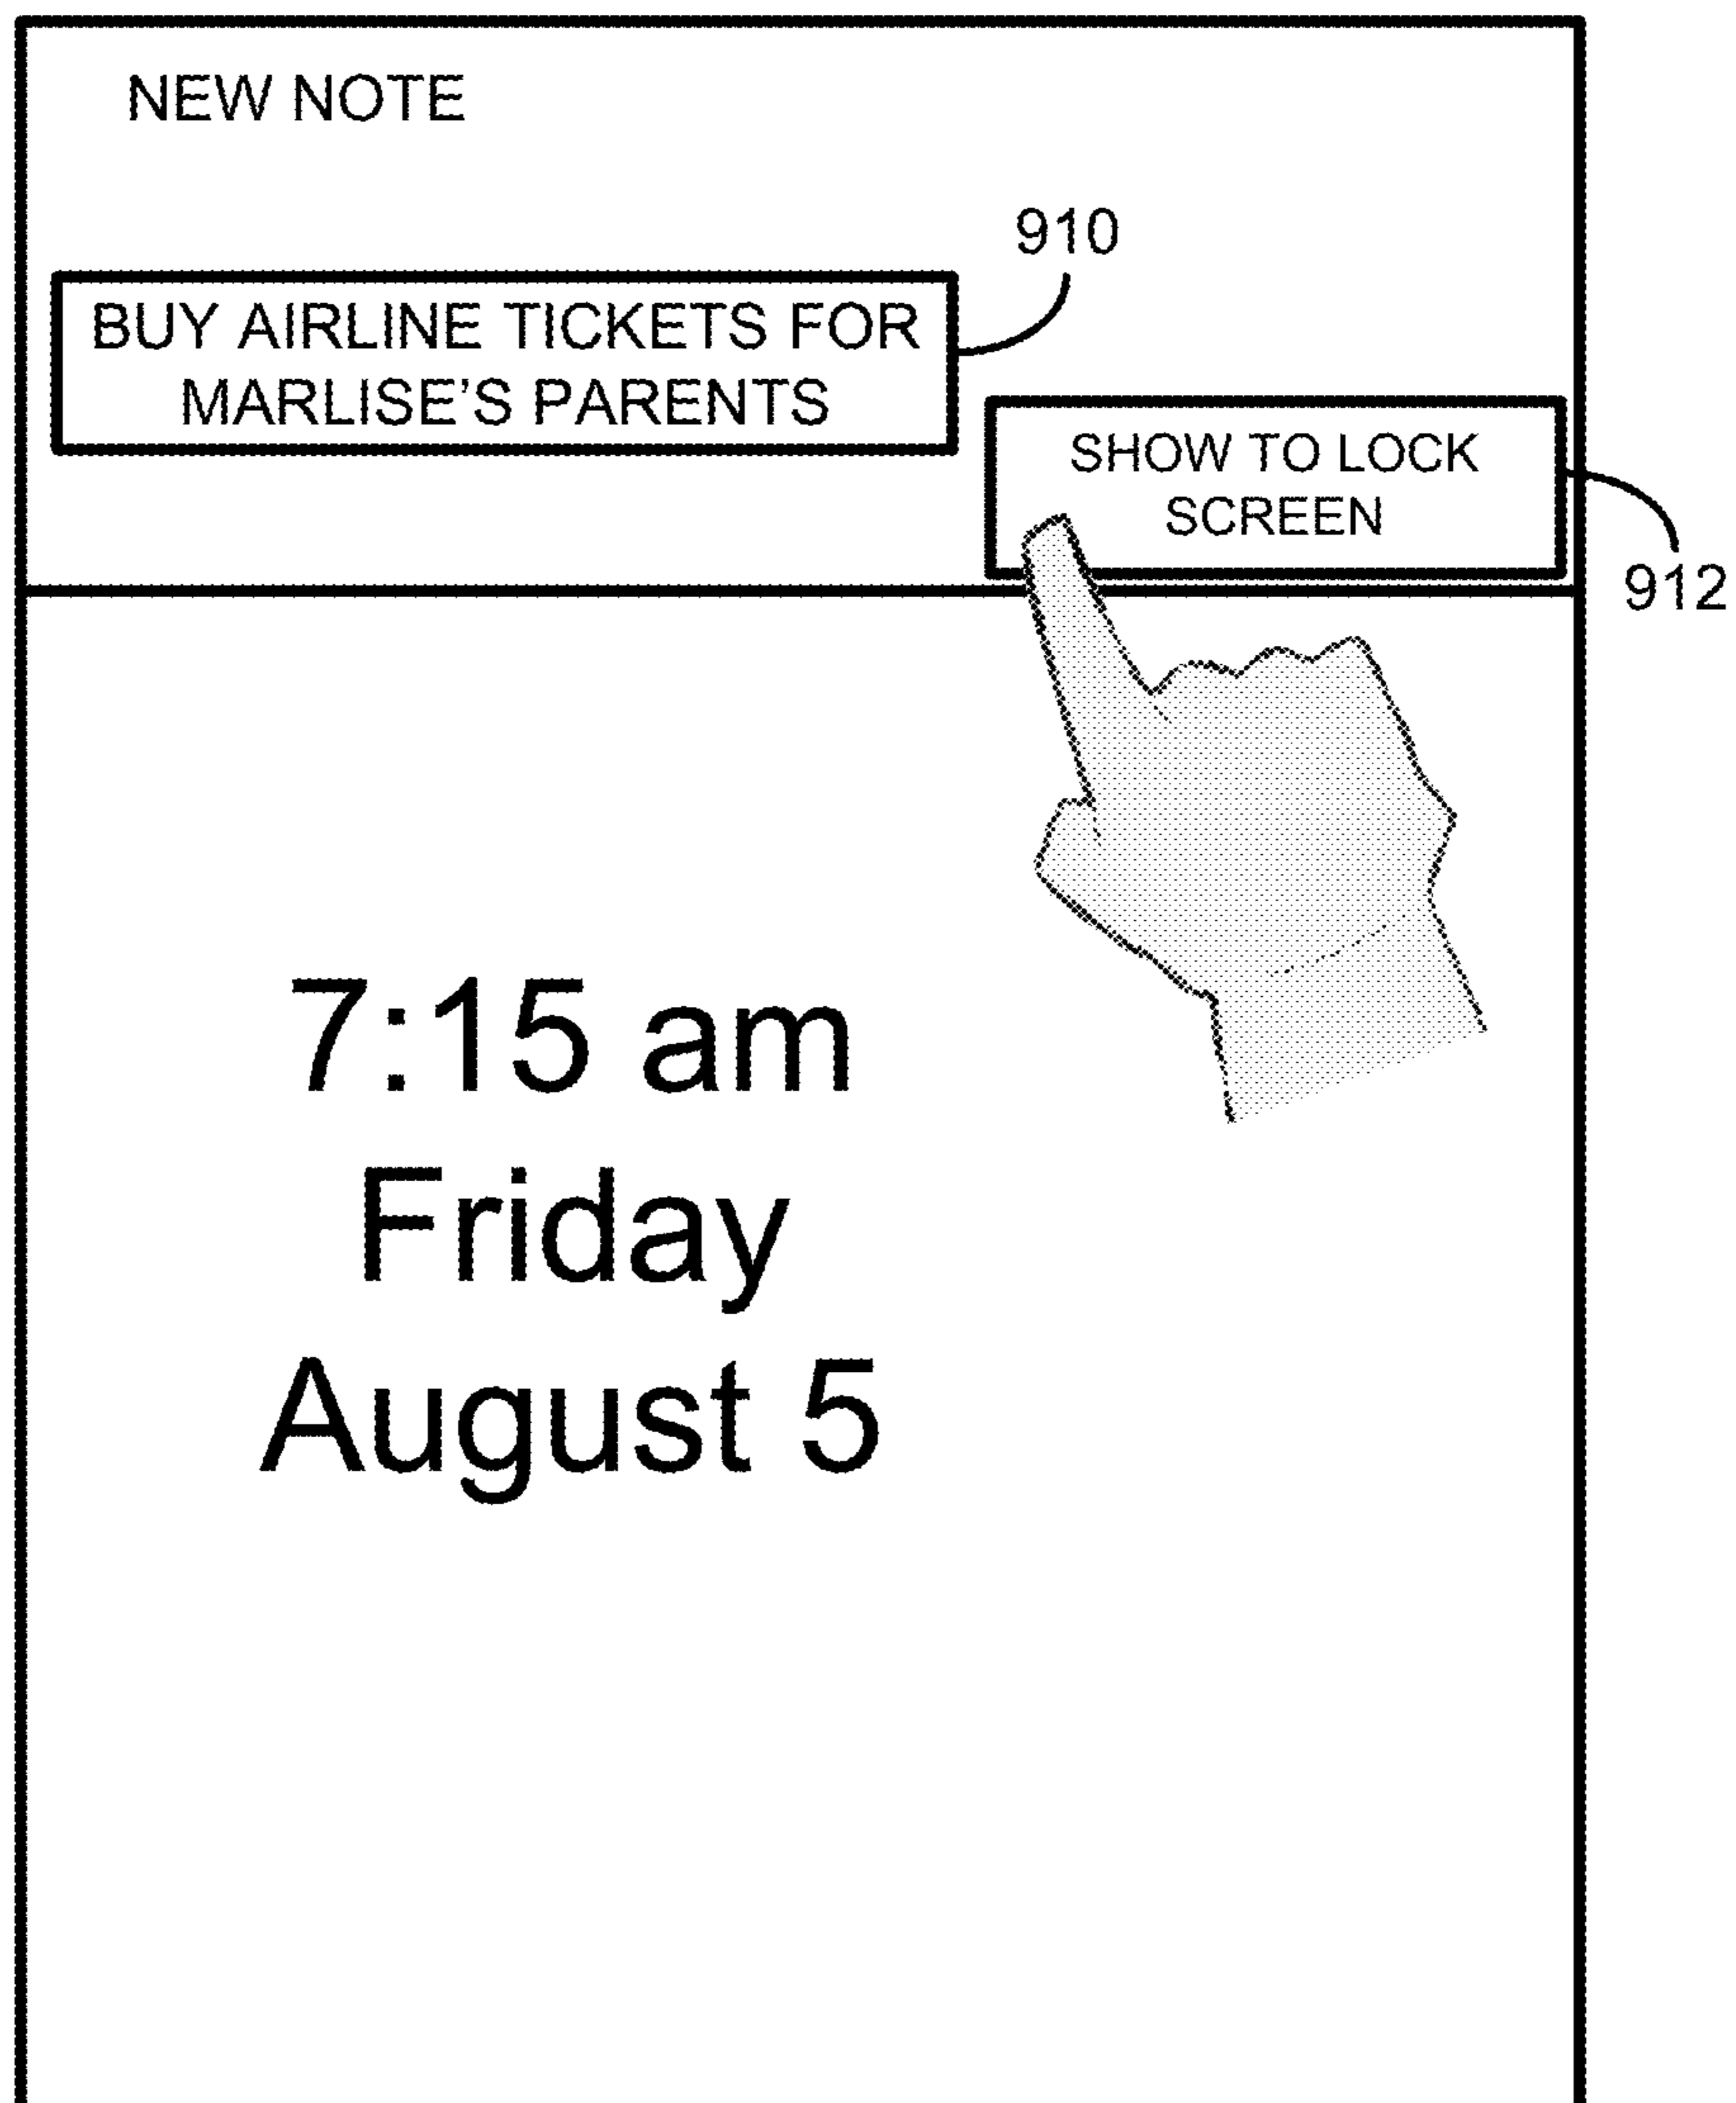 NEW NOTE
910
BUY AIRLINE TICKETS FOR
MARLISE'S PARENTS
SHOW TO LOCK
SCREEN
912
7:15 am
Friday
August 5